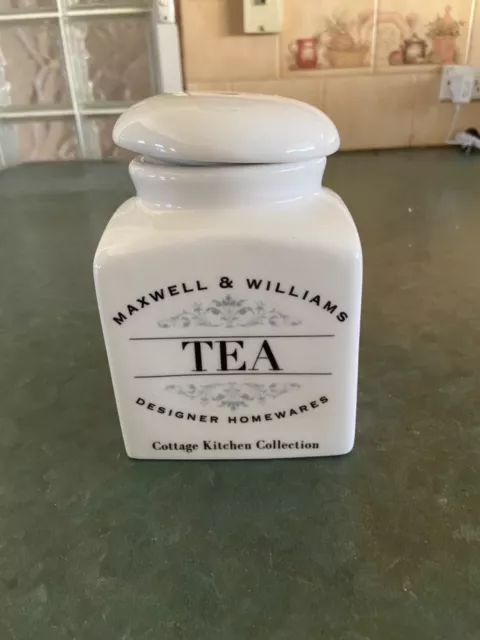 MAXWELL & WILLIAMS
TEA
DESIGNER HOMEWARES
Cottage Kitchen Collection